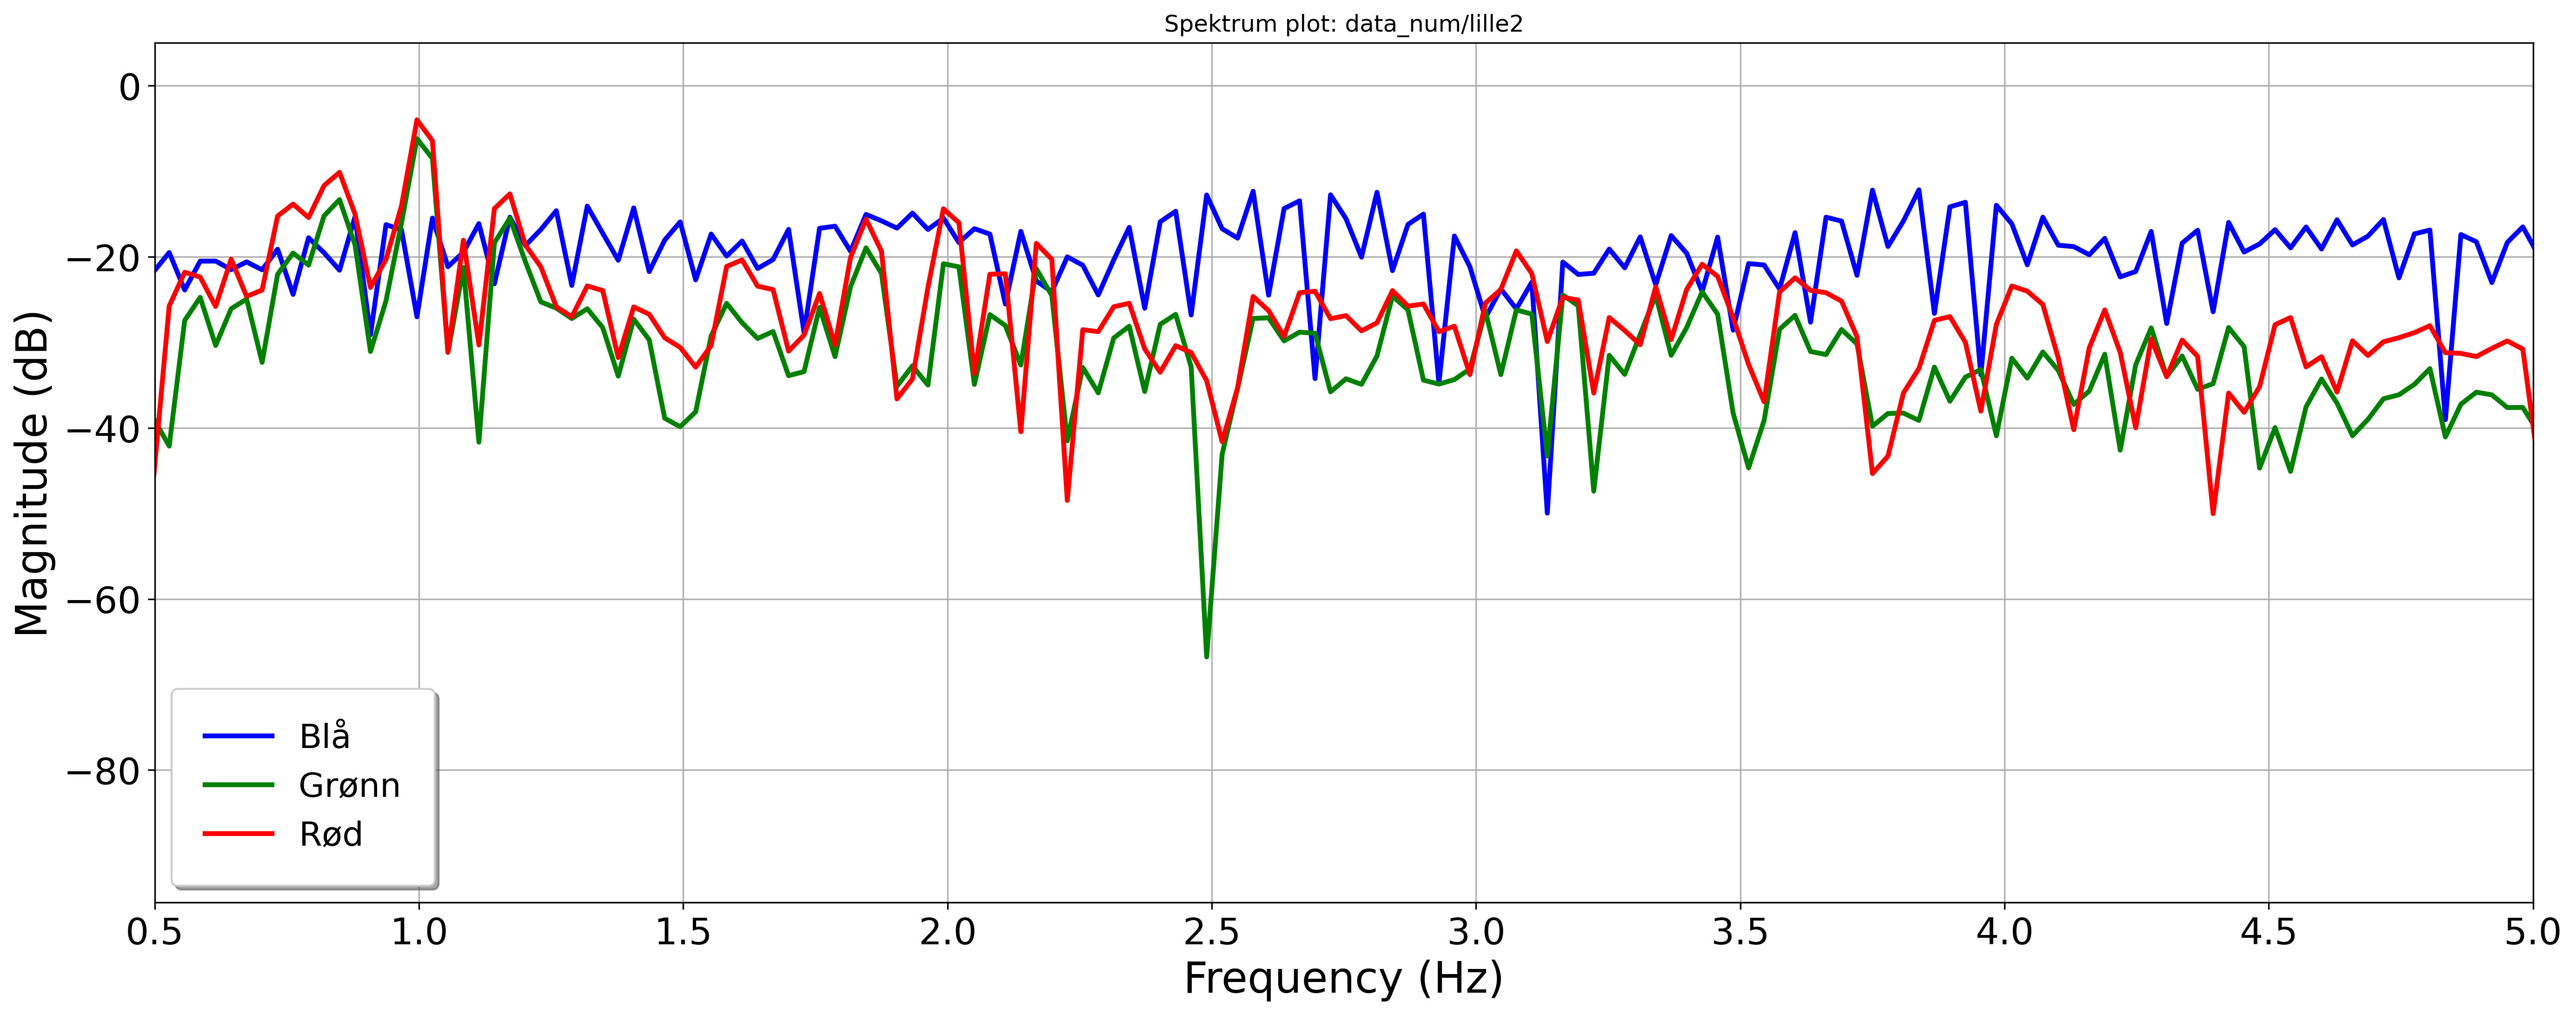 Spektrum plot: data_num/lille2
Magnitude (dB)
0
−20
−40
−60
−80
Blå
Grønn
Rød
0.5 1.0 1.5 2.0 2.5 3.0 3.5 4.0 4.5 5.0
Frequency (Hz)